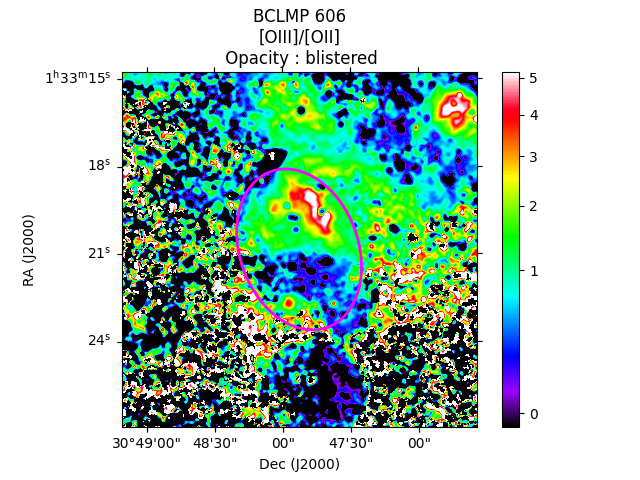 BCLMP 606
[OIII]/[OII]
Opacity : blistered
1ʰ33ᵐ15ˢ
18ˢ
21ˢ
24ˢ
RA (J2000)
30°49'00" 48'30" 00" 47'30" 00"
Dec (J2000)
5
4
3
2
1
0